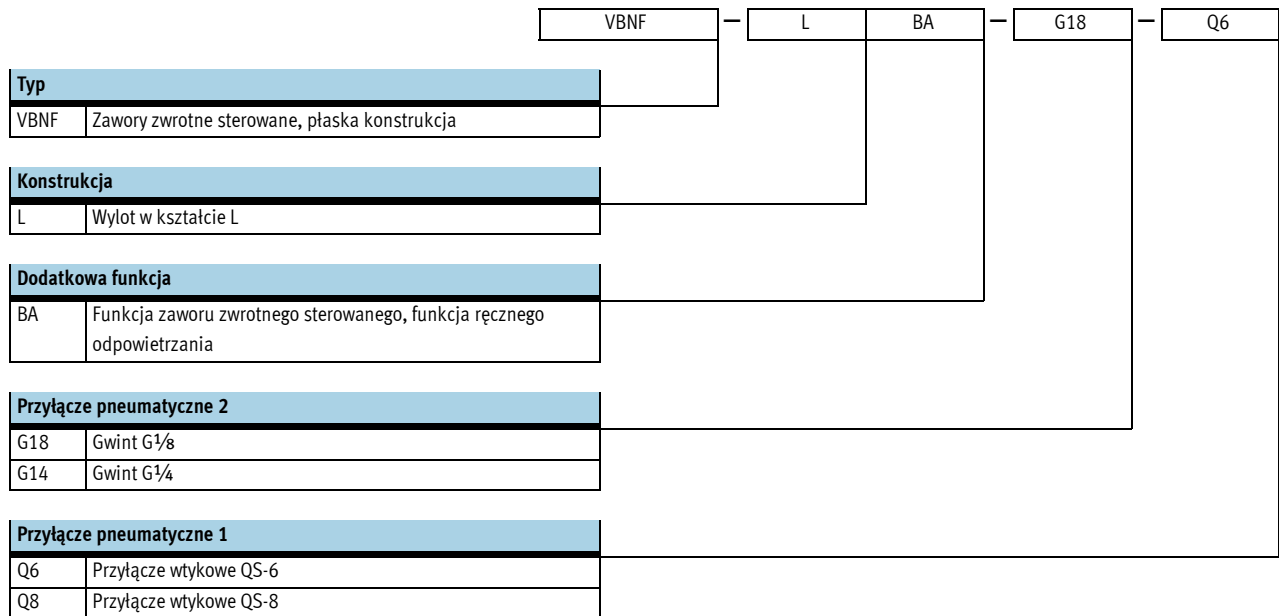 VBNF – L BA – G18 – Q6
Typ
VBNF Zawory zwrotne sterowane, płaska konstrukcja
Konstrukcja
L Wylot w kształcie L
Dodatkowa funkcja
BA Funkcja zaworu zwrotnego sterowanego, funkcja ręcznego
odpowietrzania
Przyłącze pneumatyczne 2
G18 Gwint G⅛
G14 Gwint G¼
Przyłącze pneumatyczne 1
Q6 Przyłącze wtykowe QS-6
Q8 Przyłącze wtykowe QS-8